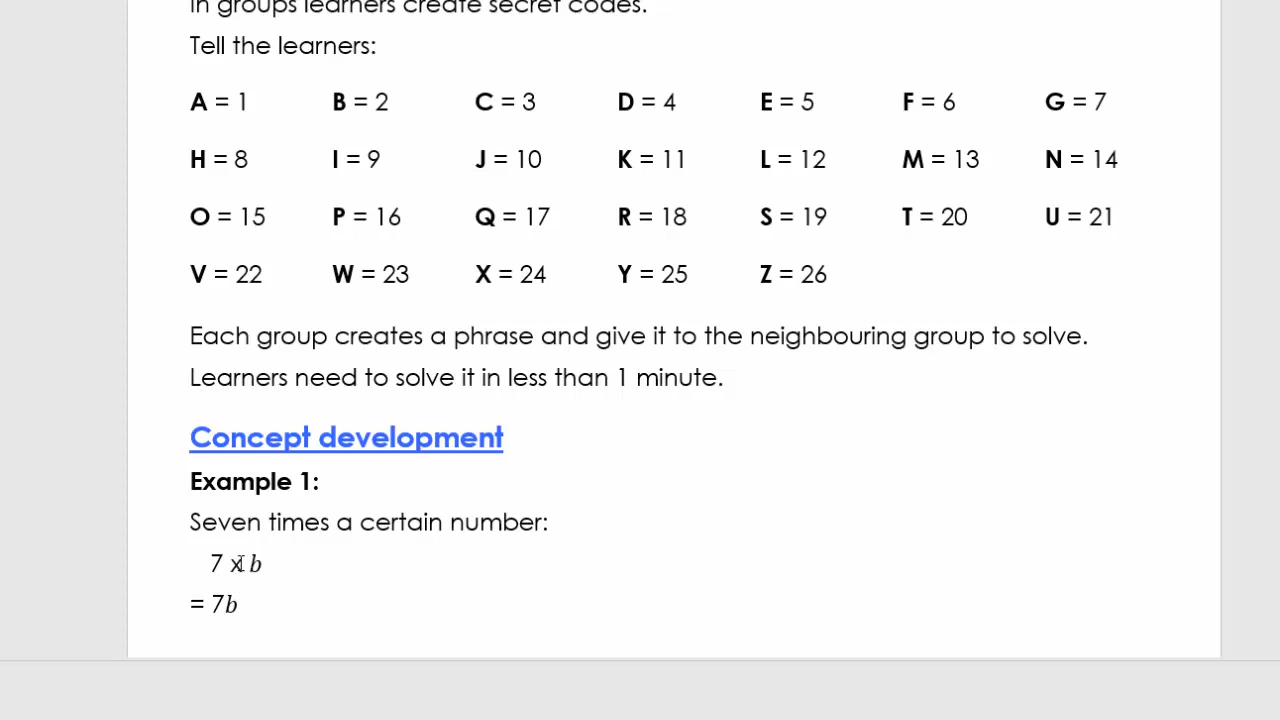 In groups learners create secret codes.
Tell the learners:
A = 1 B = 2 C = 3 D = 4 E = 5 F = 6 G = 7
H = 8 I = 9 J = 10 K = 11 L = 12 M = 13 N = 14
O = 15 P = 16 Q = 17 R = 18 S = 19 T = 20 U = 21
V = 22 W = 23 X = 24 Y = 25 Z = 26
Each group creates a phrase and give it to the neighbouring group to solve.
Learners need to solve it in less than 1 minute.
Concept development
Example 1:
Seven times a certain number:
7 x b
= 7b